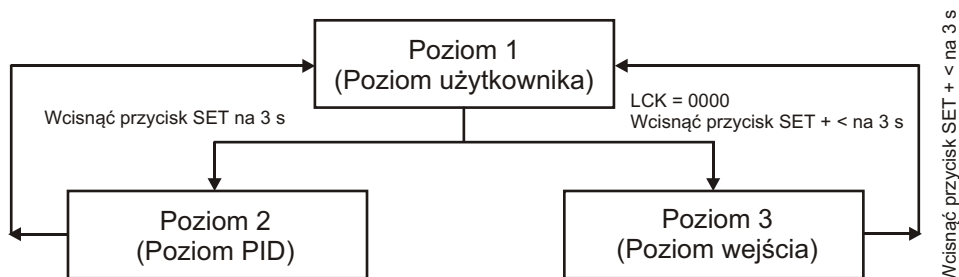 Poziom 1
(Poziom użytkownika)
Wcisnąć przycisk SET na 3 s
LCK = 0000
Wcisnąć przycisk SET + < na 3 s
Poziom 2
(Poziom PID)
Poziom 3
(Poziom wejścia)
Wcisnąć przycisk SET + < na 3 s